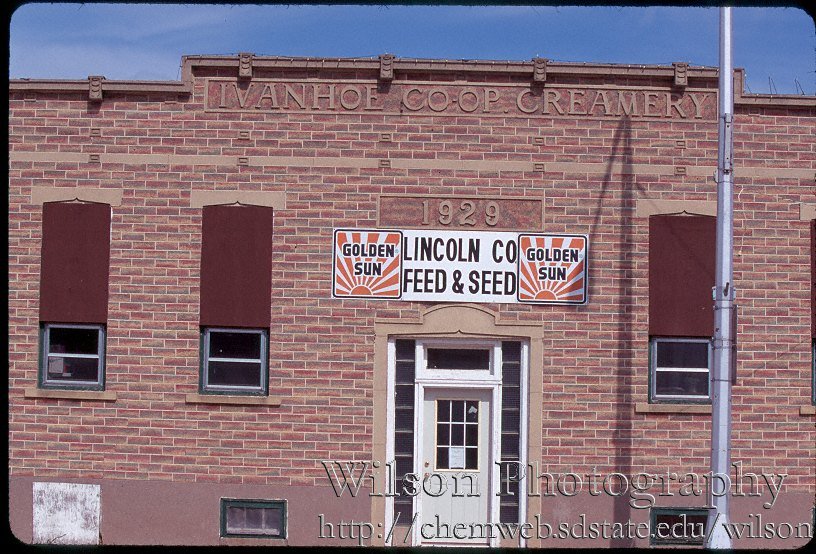 IVANHOE CO-OP CREAMERY
1929
GOLDEN SUN
LINCOLN CO
FEED & SEED
GOLDEN SUN
Wilson Photography
http://chemweb.sdstate.edu/wilson